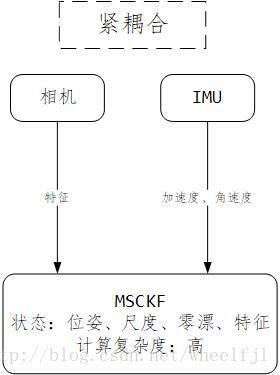 紧耦合
相机
IMU
特征
加速度、角速度
MSCKF
状态：位姿、尺度、零漂、特征
计算复杂度：高
http://blog.csdn.net/wheelfjl